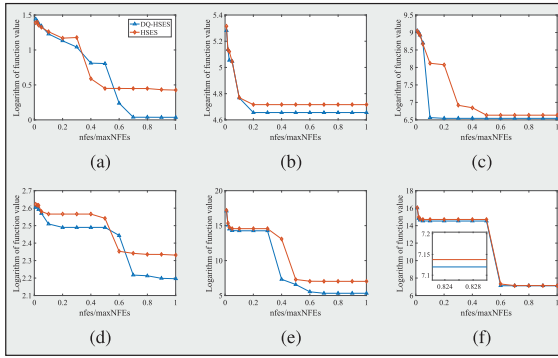 Logarithm of function value
1.5
1
0.5
0
DQ-HSES
HSES
0 0.2 0.4 0.6 0.8 1
nfes/maxNFEs
(a)
Logarithm of function value
5.4
5.2
5
4.8
4.6
0 0.2 0.4 0.6 0.8 1
nfes/maxNFEs
(b)
Logarithm of function value
9.5
9
8.5
8
7.5
7
6.5
0 0.2 0.4 0.6 0.8 1
nfes/maxNFEs
(c)
Logarithm of function value
2.7
2.6
2.5
2.4
2.3
2.2
2.1
0 0.2 0.4 0.6 0.8 1
nfes/maxNFEs
(d)
Logarithm of function value
20
15
10
5
0 0.2 0.4 0.6 0.8 1
nfes/maxNFEs
(e)
Logarithm of function value
18
16
14
12
10
8
6
7.2
7.15
7.1
0.824 0.828
0 0.2 0.4 0.6 0.8 1
nfes/maxNFEs
(f)